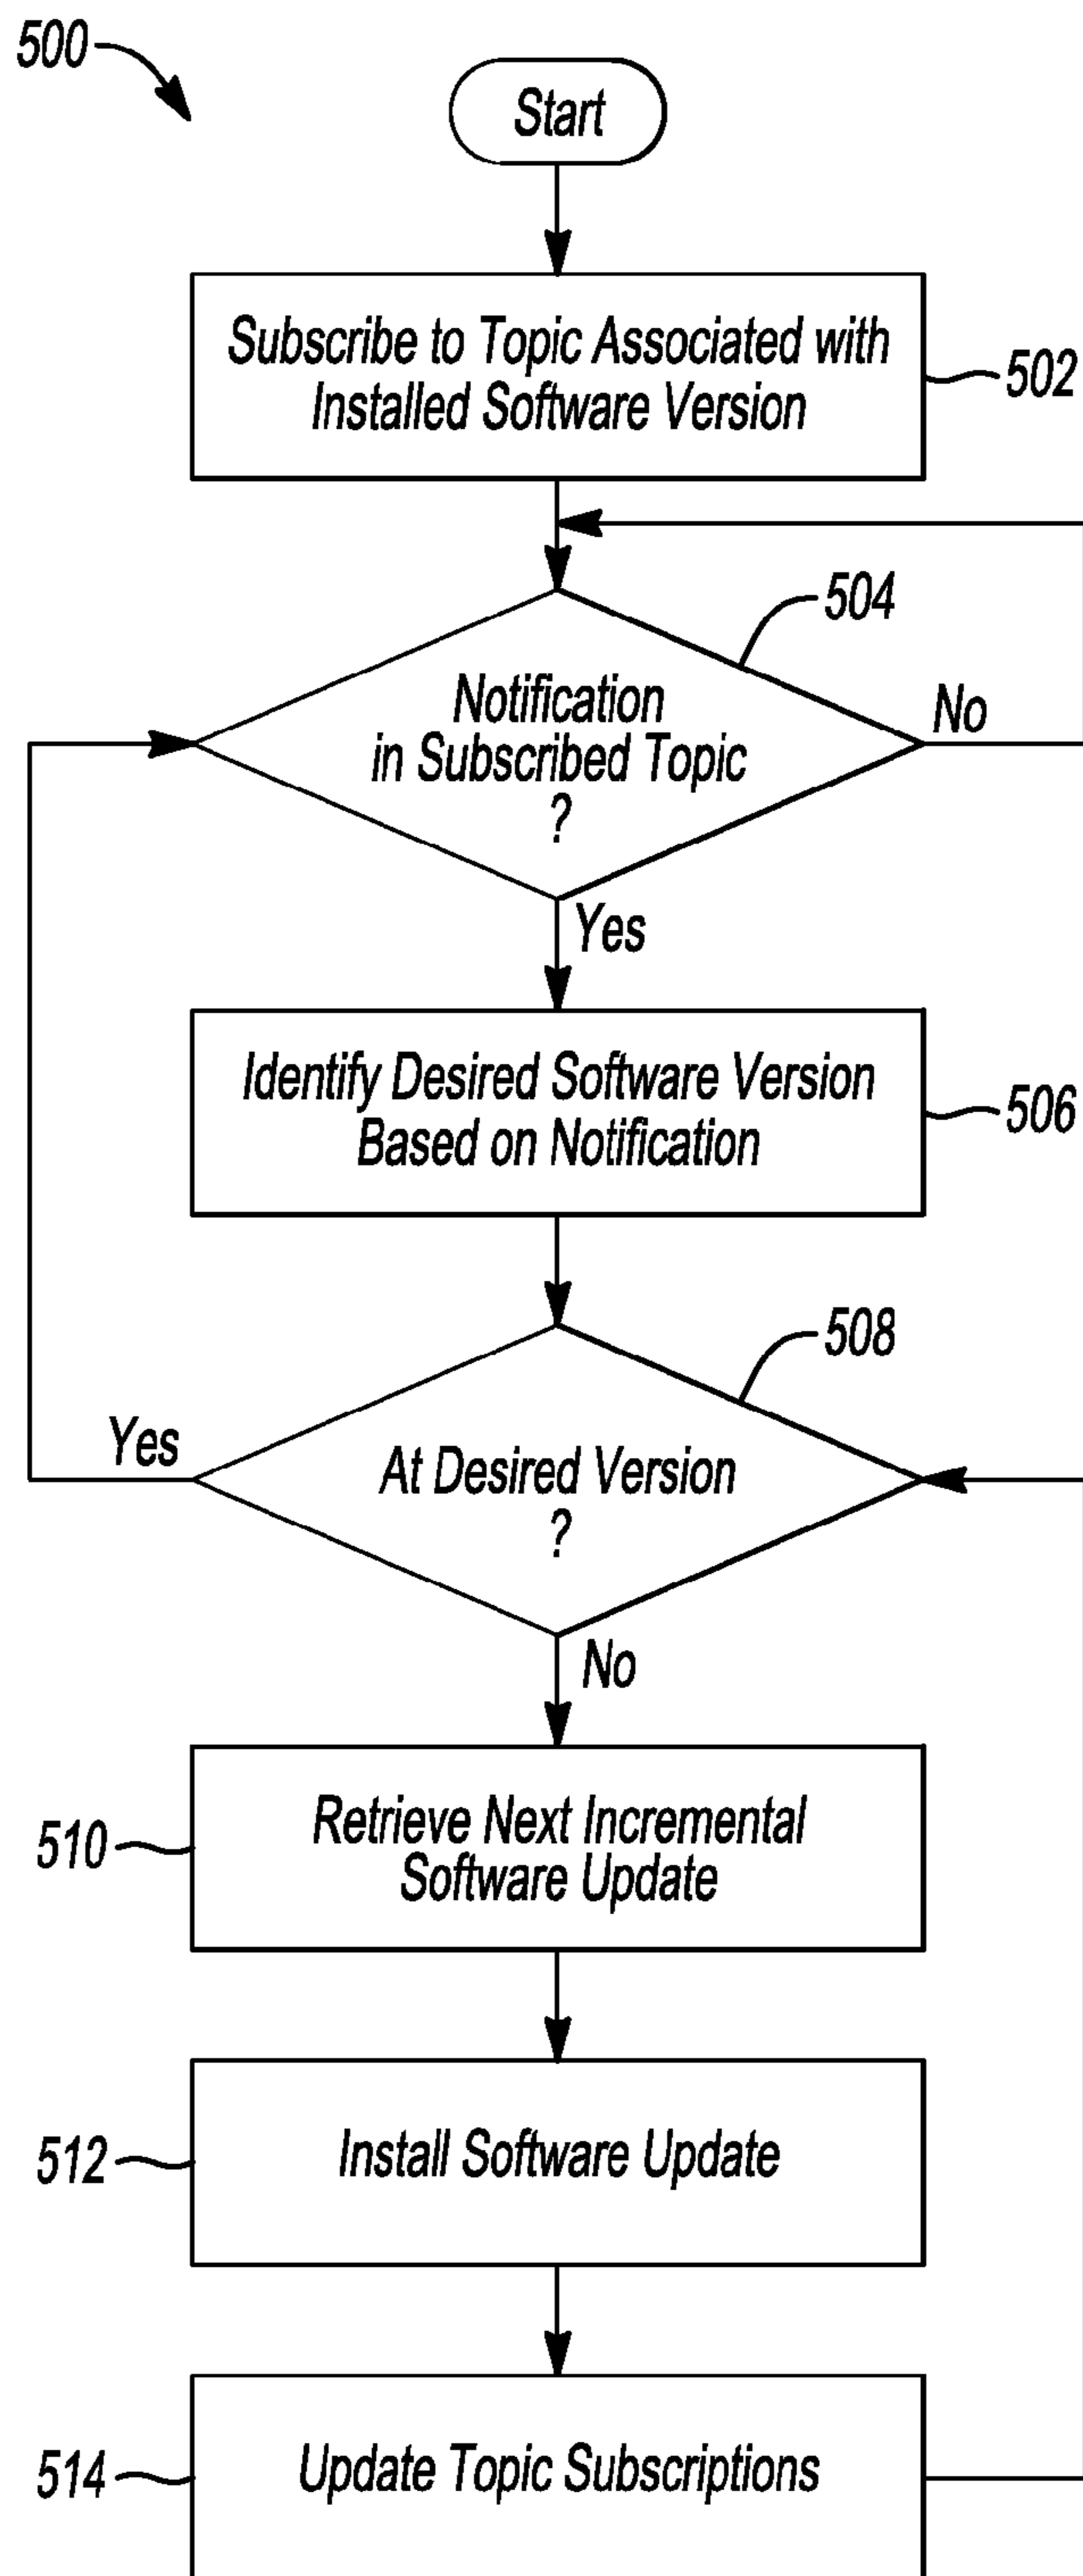 500
Start
Subscribe to Topic Associated with
Installed Software Version
502
504
Notification
in Subscribed Topic
?
No
Yes
Identify Desired Software Version
Based on Notification
506
508
Yes
At Desired Version
?
No
510
Retrieve Next Incremental
Software Update
512
Install Software Update
514
Update Topic Subscriptions